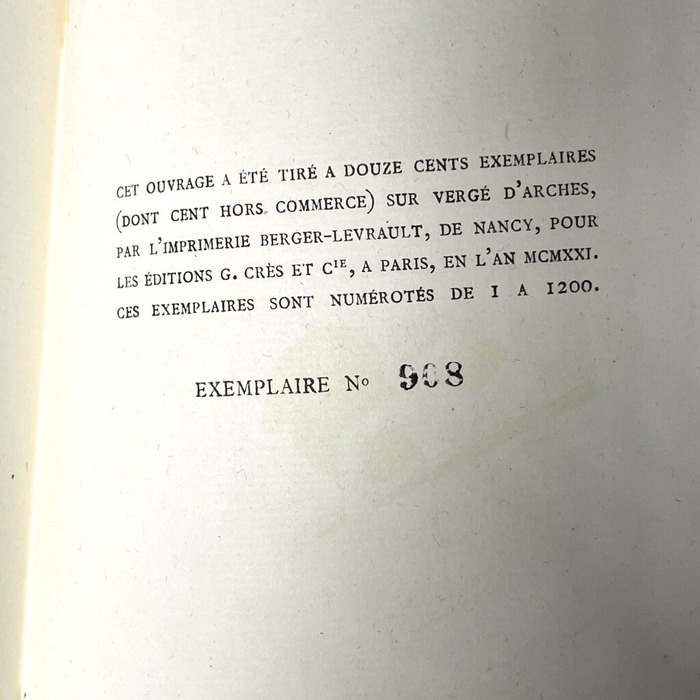 CET OUVRAGE A ÉTÉ TIRÉ A DOUZE CENTS EXEMPLAIRES
(DONT CENT HORS COMMERCE) SUR VERGÉ D'ARCHES,
PAR L'IMPRIMERIE BERGER-LEVRAULT, DE NANCY, POUR
LES ÉDITIONS G. CRÈS ET CIE, A PARIS, EN L'AN MCMXXI.
CES EXEMPLAIRES SONT NUMÉROTÉS DE 1 A 1200.
EXEMPLAIRE No 908